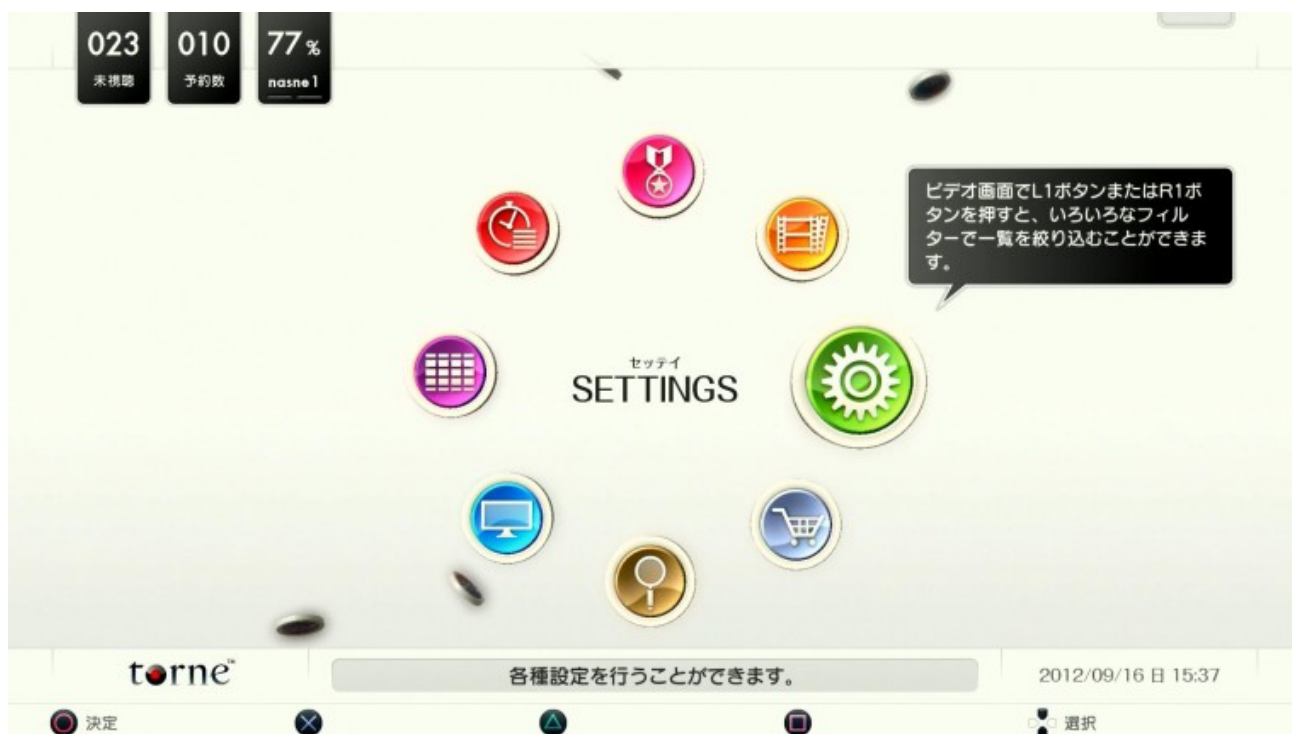 023
未視聴
010
予約数
77%
nasne1
ビデオ画面でL1ボタンまたはR1ボ
タンを押すと、いろいろなフィル
ターで一覧を絞り込むことができま
す。
セッテイ
SETTINGS
torne™
各種設定を行うことができます。
2012/09/16 日 15:37
決定
選択